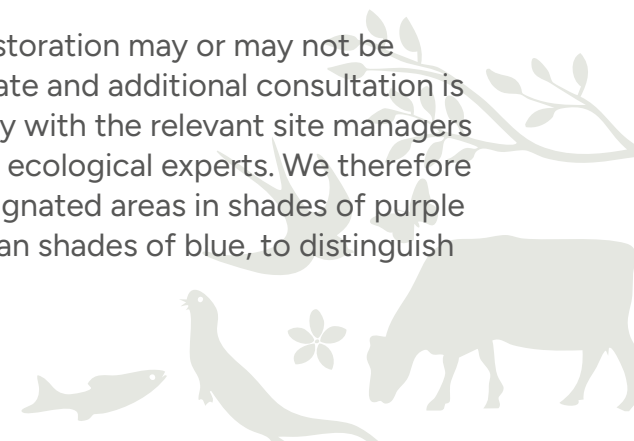 storation may or may not be
ate and additional consultation is
y with the relevant site managers
ecological experts. We therefore
gnated areas in shades of purple
an shades of blue, to distinguish